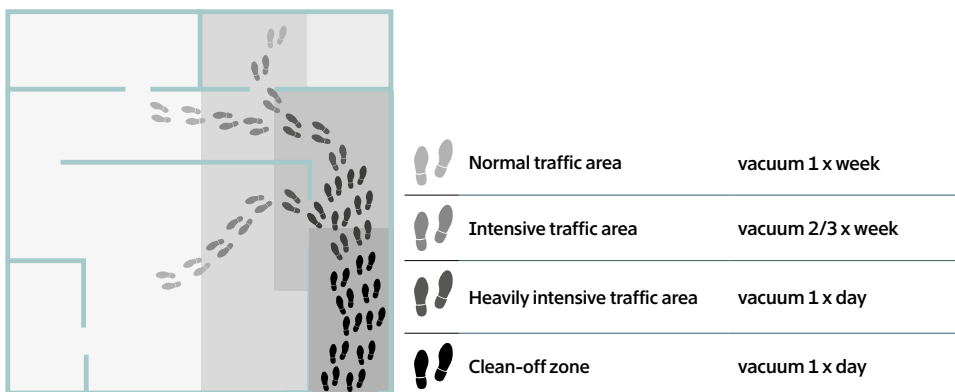 Normal traffic area vacuum 1 x week
Intensive traffic area vacuum 2/3 x week
Heavily intensive traffic area vacuum 1 x day
Clean-off zone vacuum 1 x day